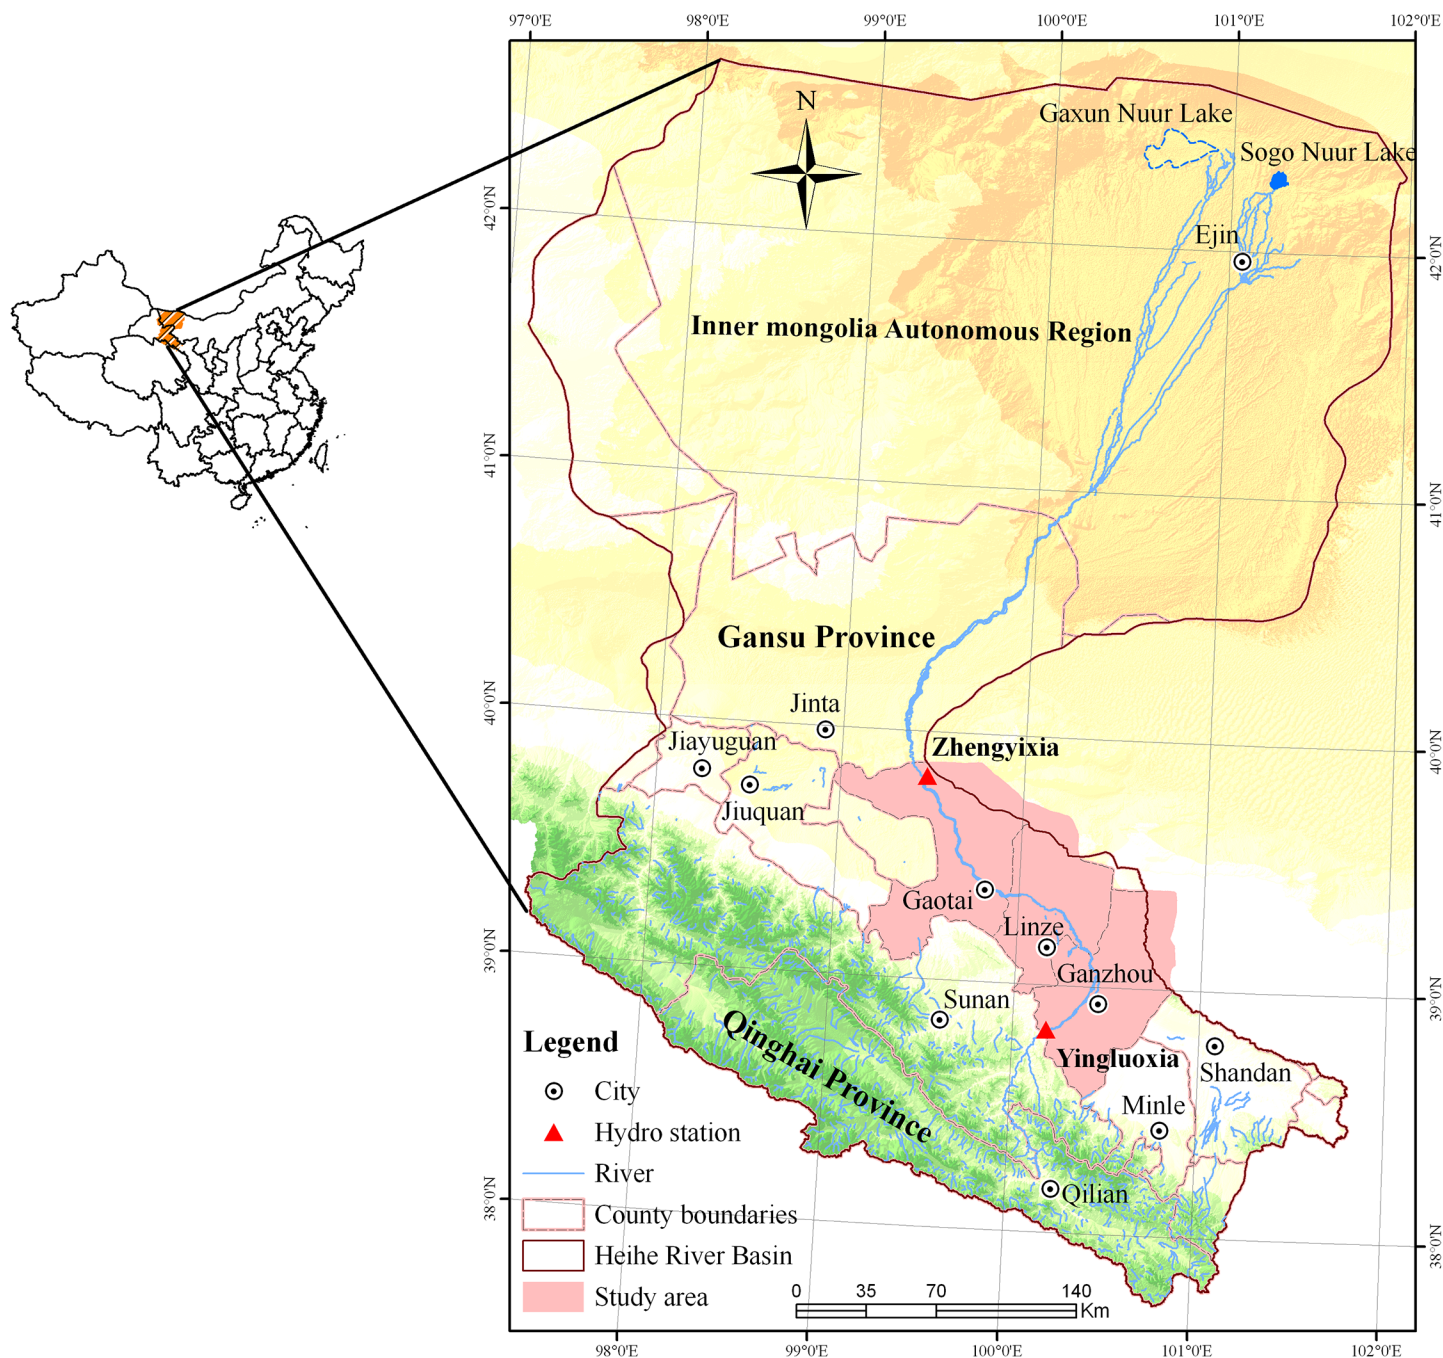 97°0'E 98°0'E 99°0'E 100°0'E 101°0'E 102°0'E
N
Gaxun Nuur Lake
Sogo Nuur Lake
42°0'N
Ejin
42°0'N
Inner mongolia Autonomous Region
41°0'N
41°0'N
Gansu Province
40°0'N
Jinta
Jiayuguan
Zhengyixia
40°0'N
Jiuquan
Gaotai
Linze
39°0'N
Ganzhou
Sunan
39°0'N
Qinghai Province
Yingluoxia
Shandan
Minle
Qilian
Legend
City
Hydro station
River
County boundaries
Heihe River Basin
Study area
38°0'N
38°0'N
0 35 70 140
Km
98°0'E 99°0'E 100°0'E 101°0'E 102°0'E